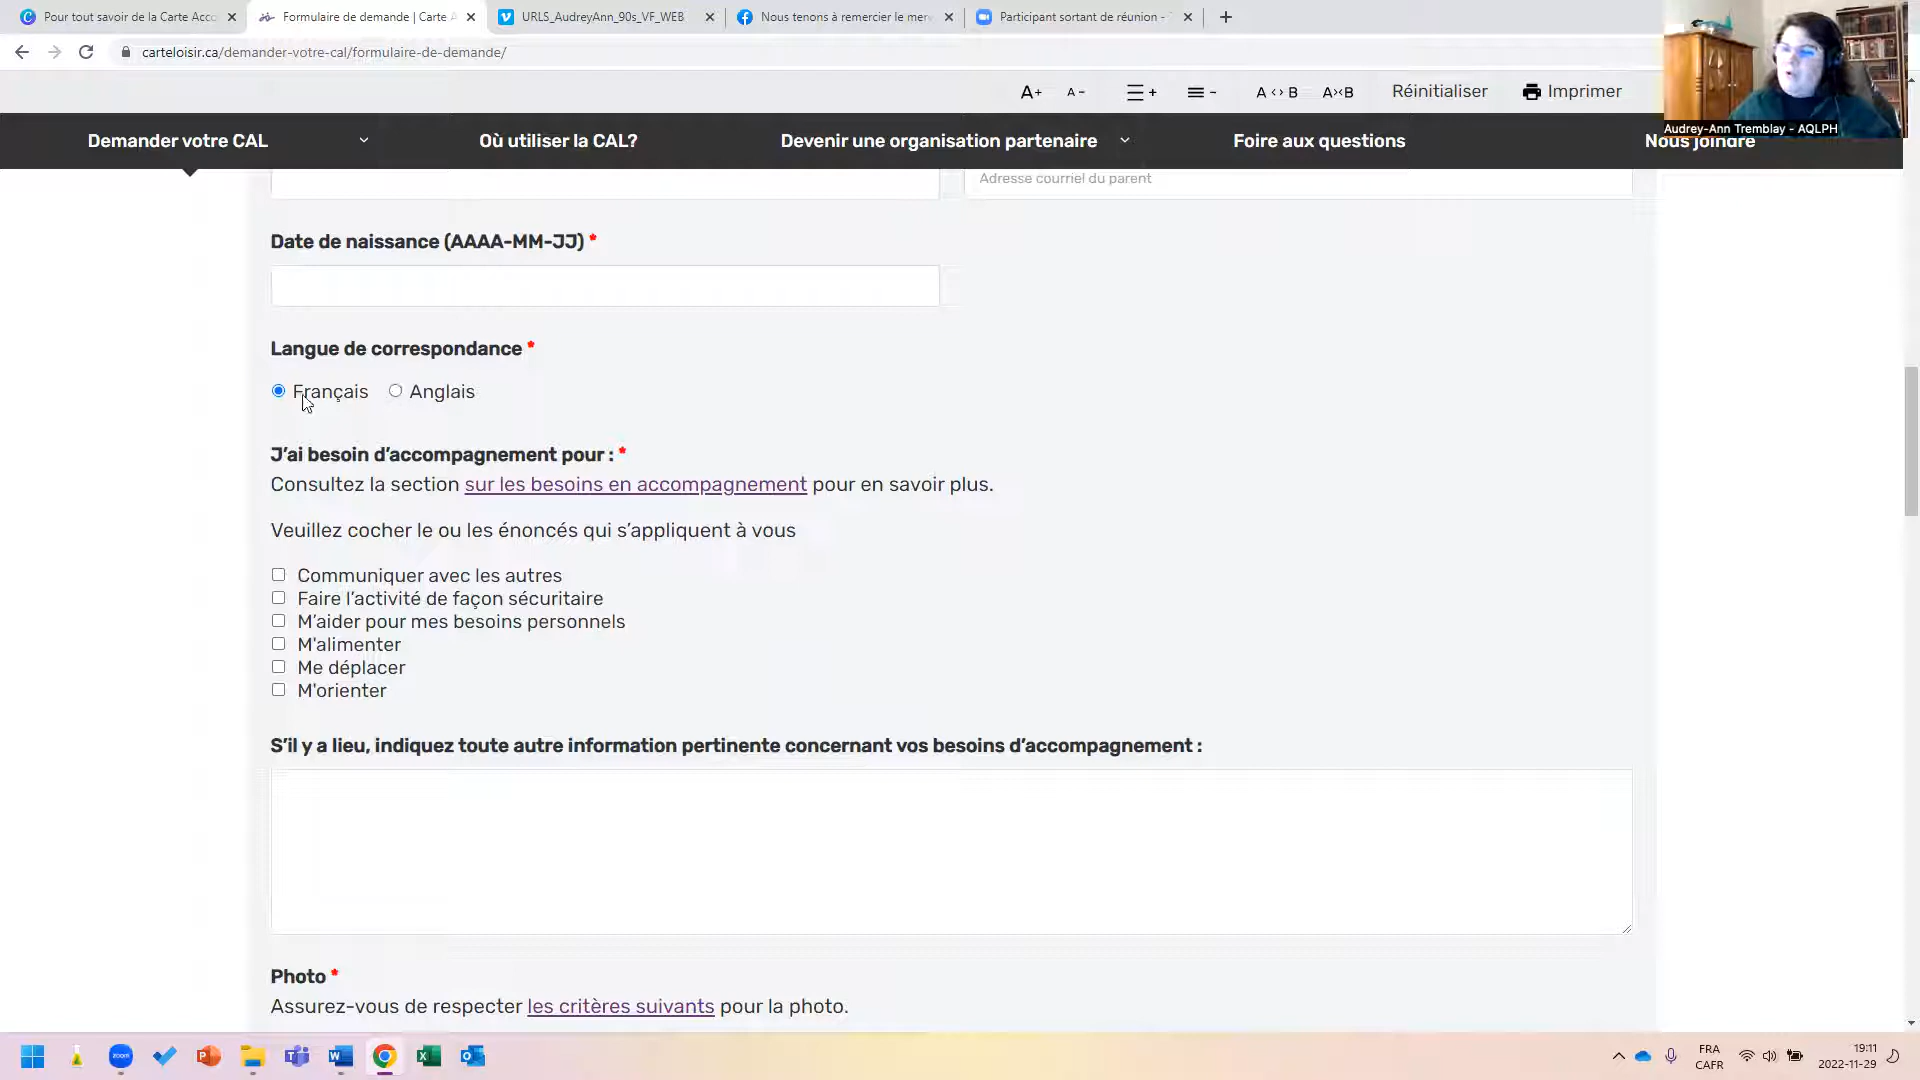 Pour tout savoir de la Carte Acco
Formulaire de demande | Carte A
URLS_AudreyAnn_90s_VF_WEB
Nous tenons à remercier le mer
Participant sortant de réunion -
carteloisir.ca/demander-votre-cal/formulaire-de-demande/
A+
A-
A <> B
A><B
Réinitialiser
Imprimer
Audrey-Ann Tremblay - AQLPH
Demander votre CAL
Où utiliser la CAL?
Devenir une organisation partenaire
Foire aux questions
Nous joindre
Adresse courriel du parent
Date de naissance (AAAA-MM-JJ) *
Langue de correspondance *
Français
Anglais
J’ai besoin d’accompagnement pour : *
Consultez la section sur les besoins en accompagnement pour en savoir plus.
Veuillez cocher le ou les énoncés qui s’appliquent à vous
Communiquer avec les autres
Faire l’activité de façon sécuritaire
M’aider pour mes besoins personnels
M'alimenter
Me déplacer
M'orienter
S’il y a lieu, indiquez toute autre information pertinente concernant vos besoins d’accompagnement :
Photo *
Assurez-vous de respecter les critères suivants pour la photo.
zoom
FRA
CAFR
19:11
2022-11-29